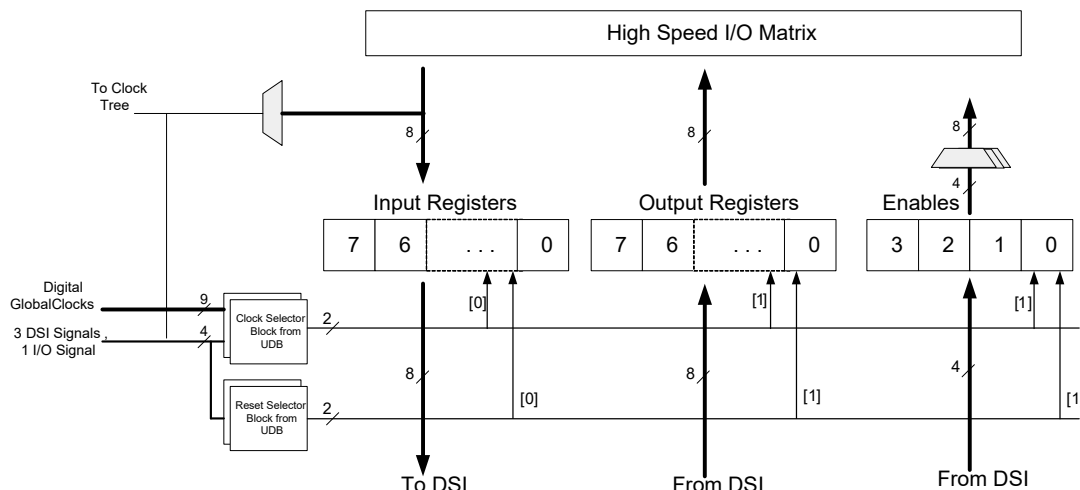 High Speed I/O Matrix
To Clock
Tree
8
8
8
4
Input Registers
Output Registers
Enables
7 6 . . . 0
7 6 . . . 0
3 2 1 0
Digital
GlobalClocks
9
[0]
[1]
[1]
3 DSI Signals ,
1 I/O Signal
4
Clock Selector
Block from
UDB
2
8
8
4
Reset Selector
Block from
UDB
2
[0]
[1]
[1
To DSI
From DSI
From DSI